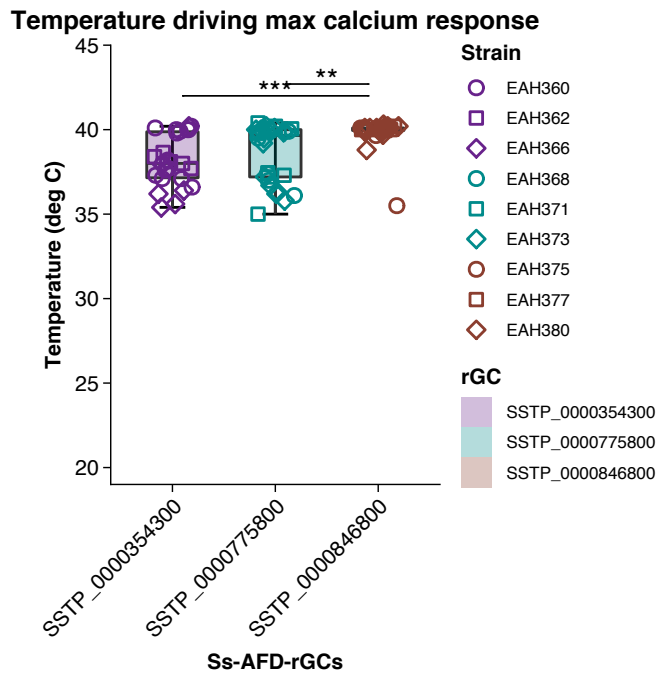 Temperature driving max calcium response
45
40
35
30
25
20
Temperature (deg C)
***
**
SSTP_0000354300
SSTP_0000775800
SSTP_0000846800
Ss-AFD-rGCs
Strain
EAH360
EAH362
EAH366
EAH368
EAH371
EAH373
EAH375
EAH377
EAH380
rGC
SSTP_0000354300
SSTP_0000775800
SSTP_0000846800